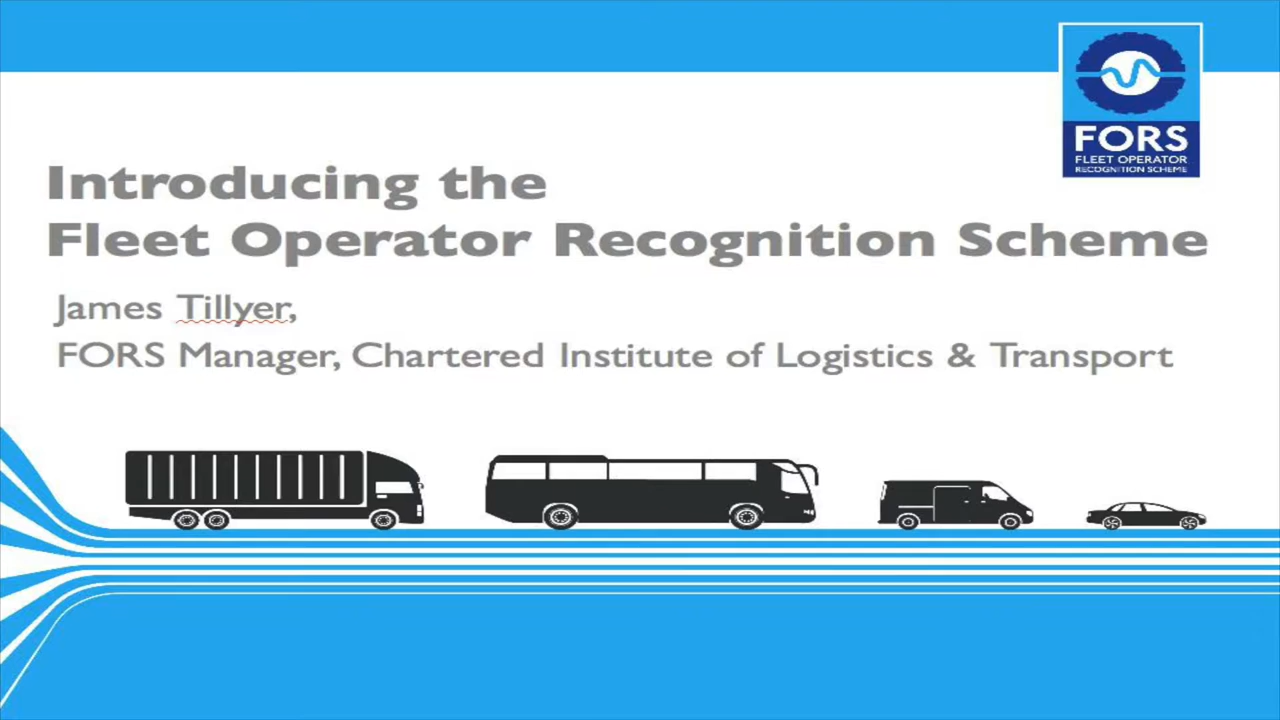 FORS
FLEET OPERATOR
RECOGNITION SCHEME
Introducing the
Fleet Operator Recognition Scheme
James Tillyer,
FORS Manager, Chartered Institute of Logistics & Transport